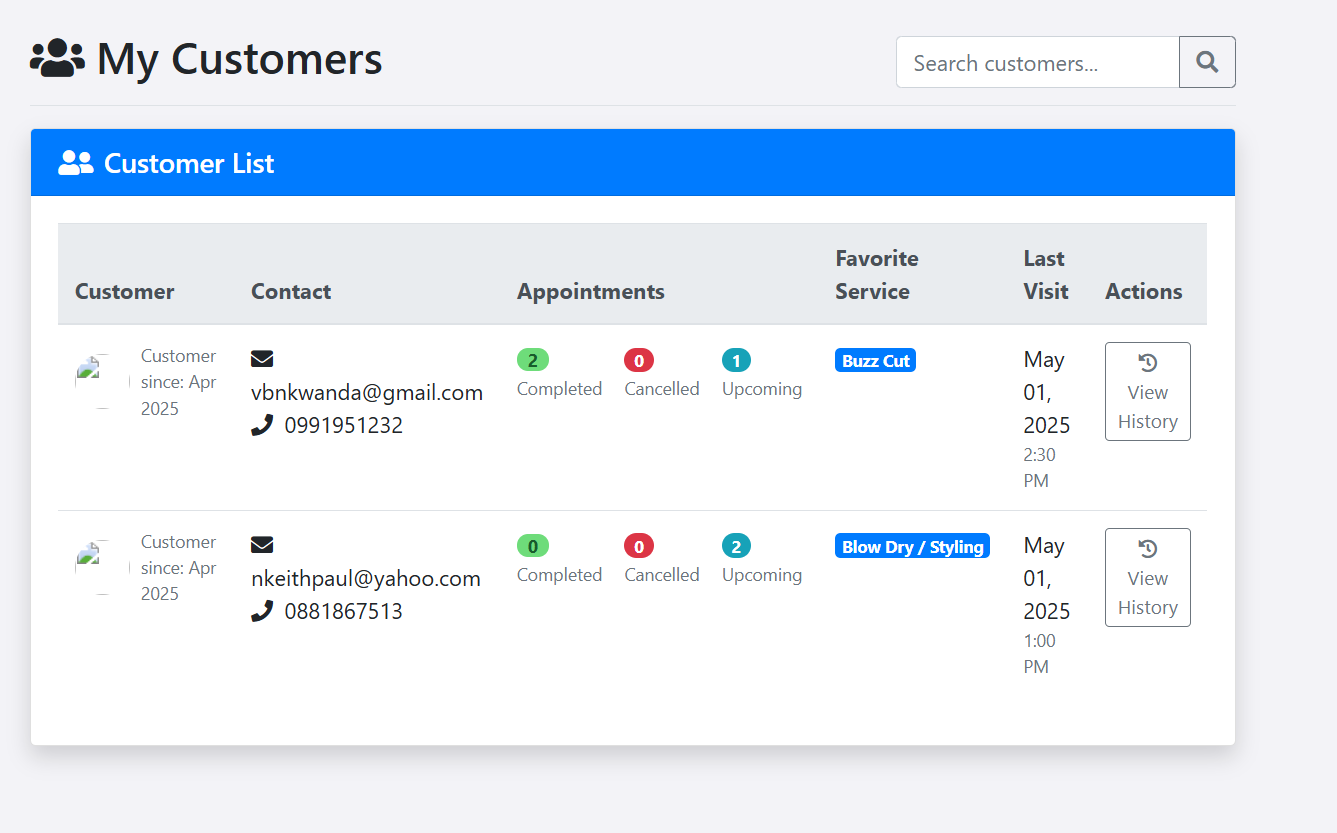 My Customers
Search customers...
Customer List
Customer Contact Appointments Favorite Service Last Visit Actions
Customer since: Apr 2025
vbnkwanda@gmail.com
0991951232
2 Completed
0 Cancelled
1 Upcoming
Buzz Cut
May 01, 2025
2:30 PM
View History
Customer since: Apr 2025
nkeithpaul@yahoo.com
0881867513
0 Completed
0 Cancelled
2 Upcoming
Blow Dry / Styling
May 01, 2025
1:00 PM
View History